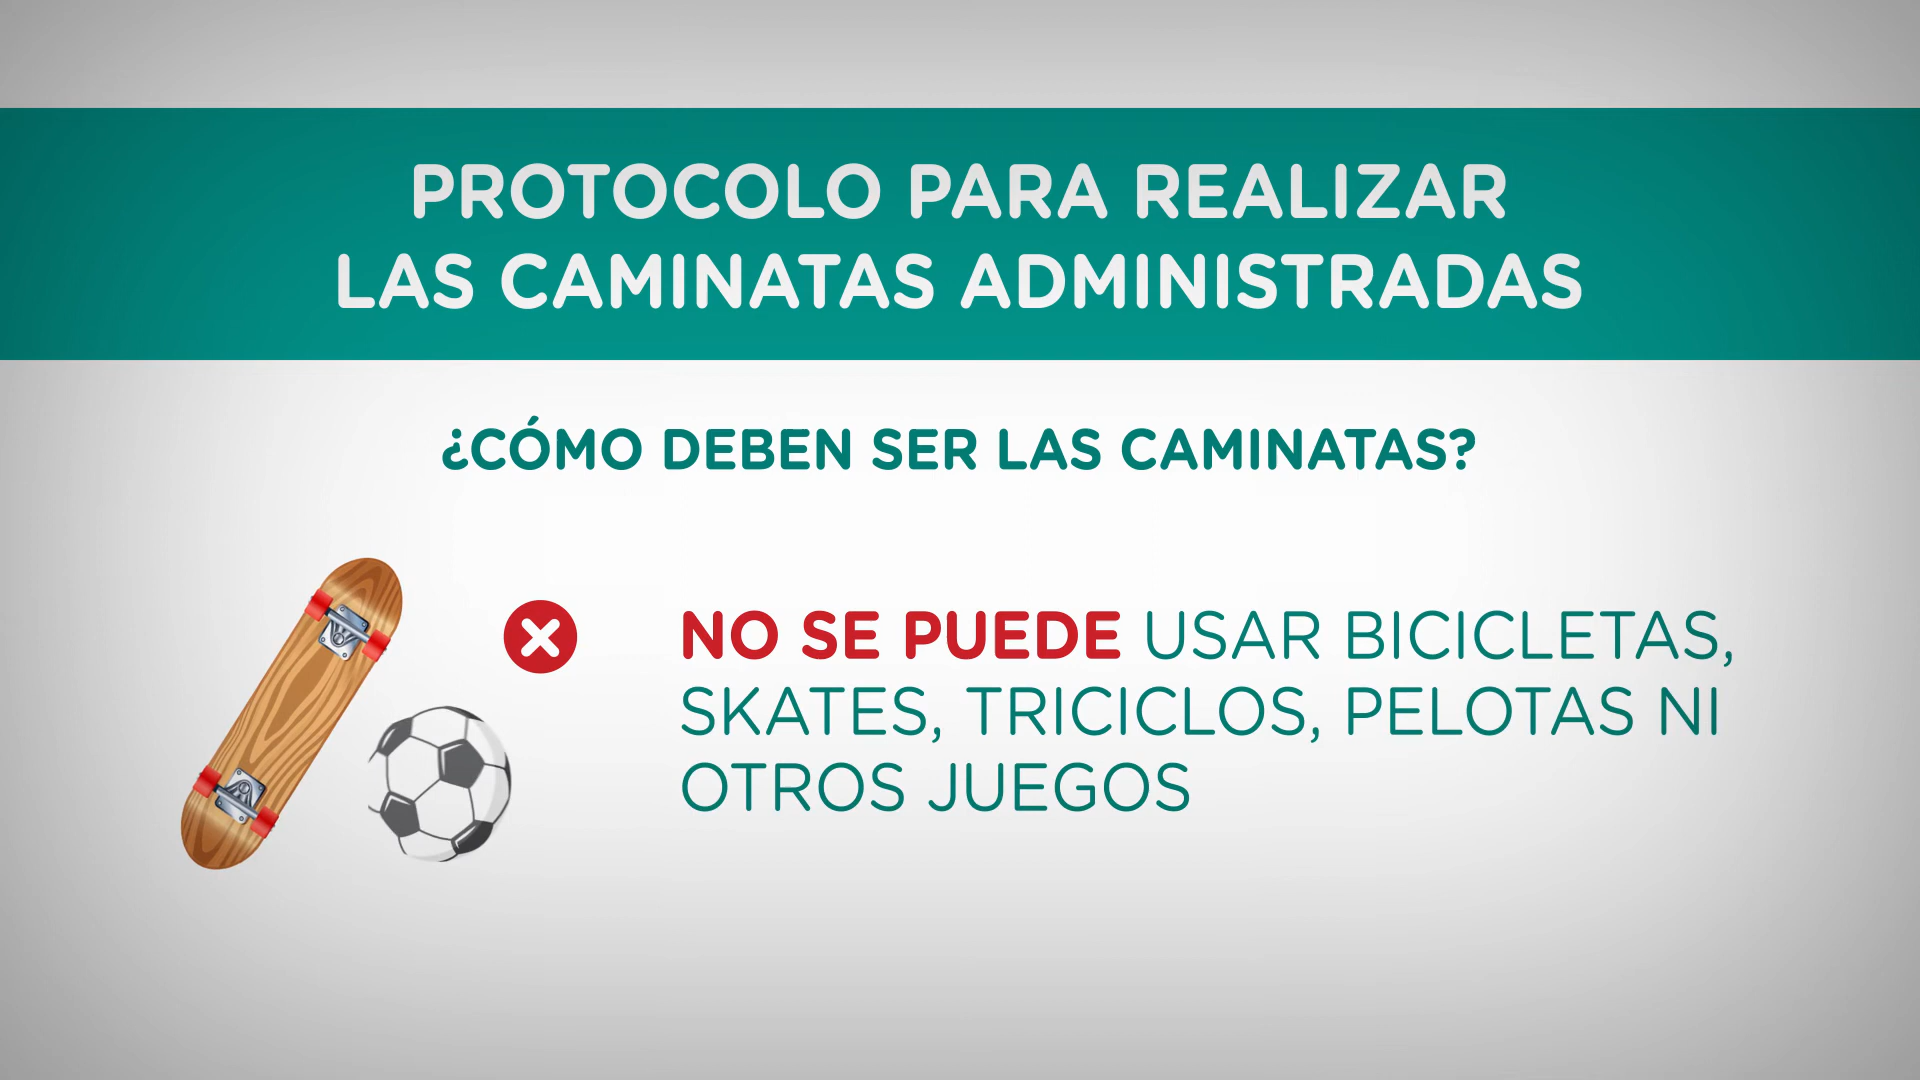 PROTOCOLO PARA REALIZAR
LAS CAMINATAS ADMINISTRADAS
¿CÓMO DEBEN SER LAS CAMINATAS?
NO SE PUEDE USAR BICICLETAS,
SKATES, TRICICLOS, PELOTAS NI
OTROS JUEGOS